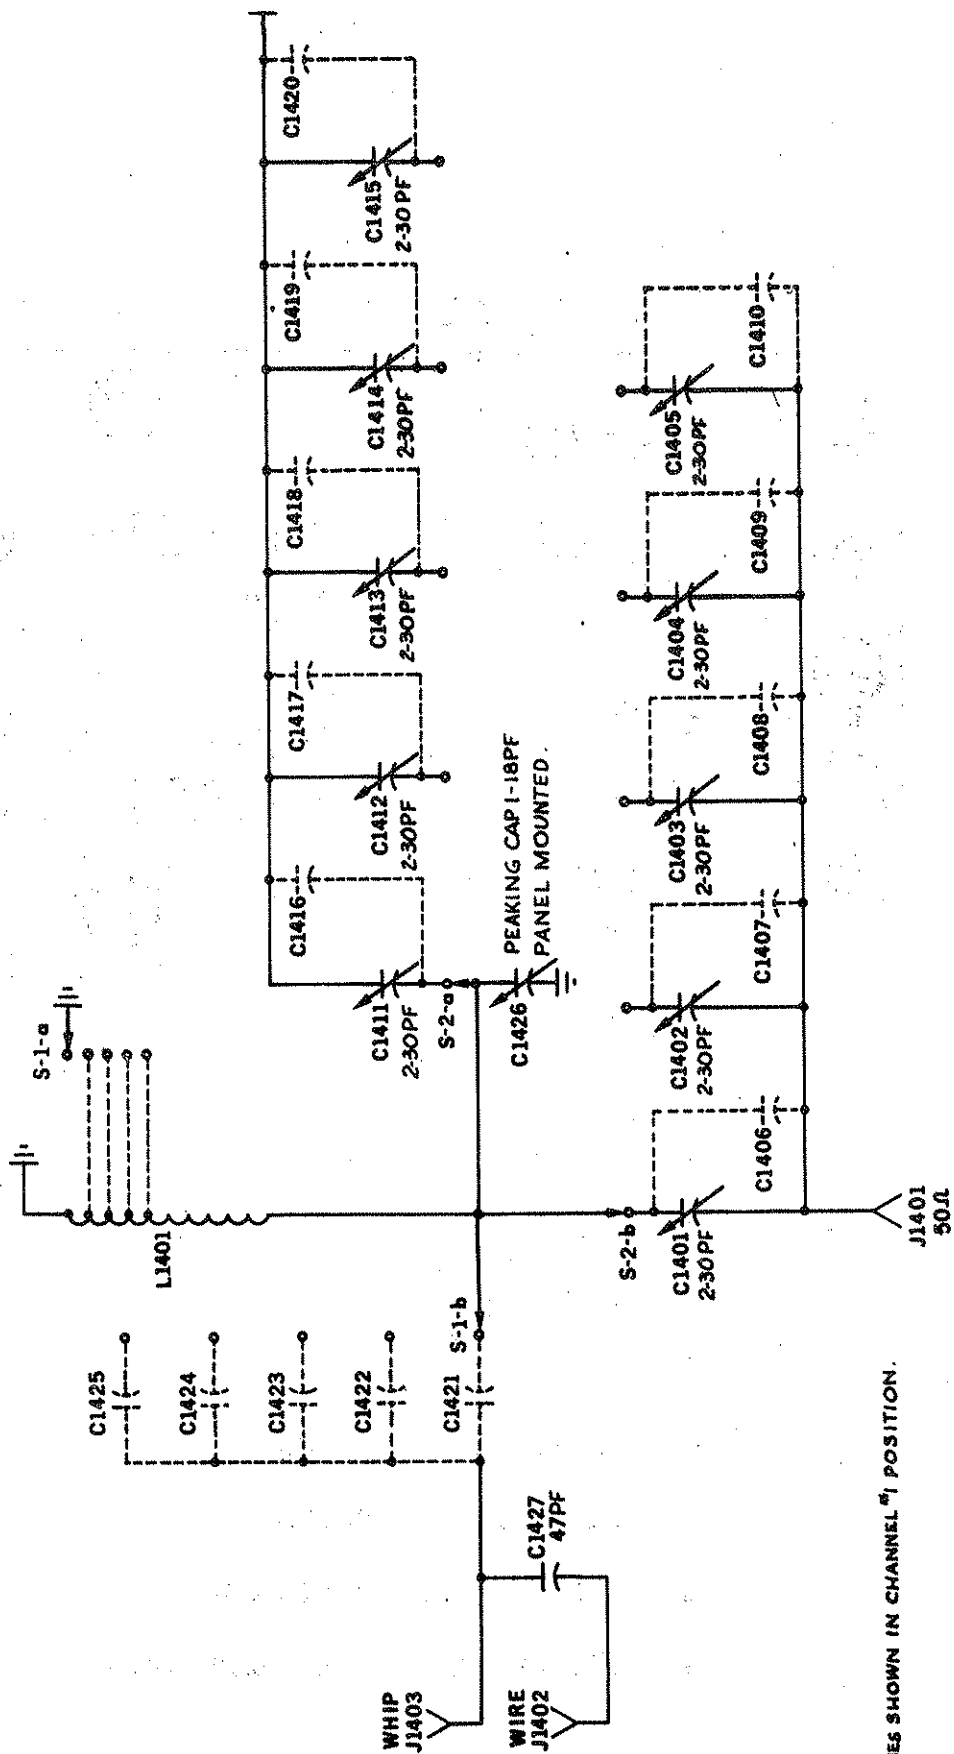 C1420
C1415
2-30 PF
C1419
C1414
2-30PF
C1418
C1413
2-30PF
C1417
C1412
2-30PF
C1416
C1411
2-30PF
S-1-a
S-2-a
PEAKING CAP 1-18PF
PANEL MOUNTED.
C1426
L1401
C1410
C1405
2-30PF
C1409
C1404
2-30PF
C1408
C1403
2-30PF
C1407
C1402
2-30PF
C1406
C1401
2-30PF
S-2-b
J1401
50Ω
S-1-b
C1425
C1424
C1423
C1422
C1421
C1427
47PF
WHIP
J1403
WIRE
J1402
SHOWN IN CHANNEL #1 POSITION.